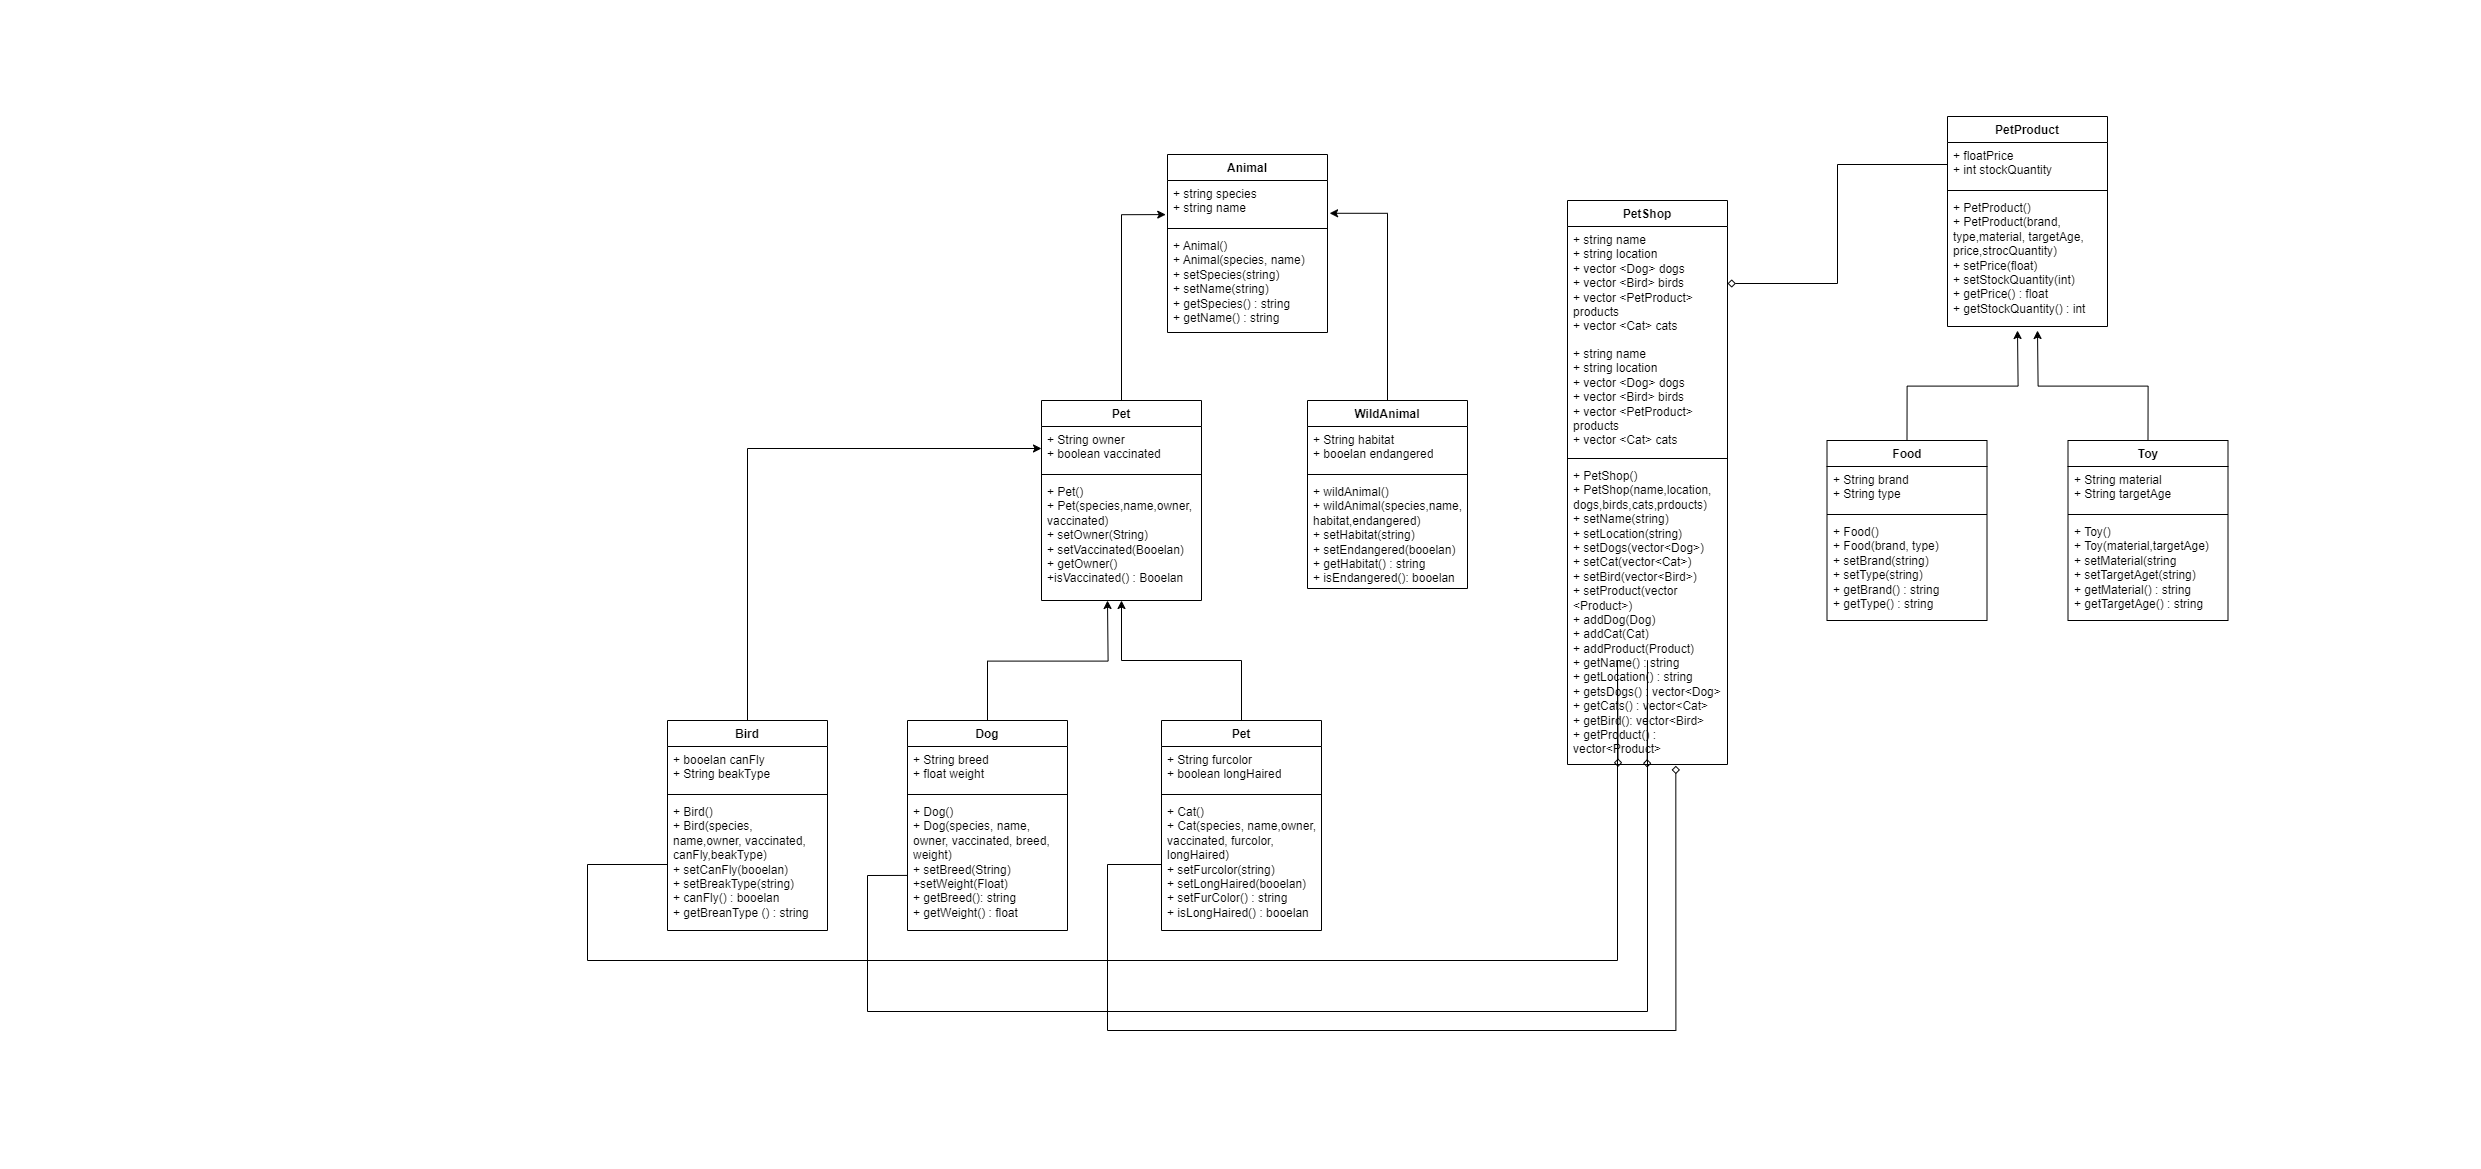 Animal
+ string species
+ string name
+ Animal()
+ Animal(species, name)
+ setSpecies(string)
+ setName(string)
+ getSpecies() : string
+ getName() : string
Pet
+ String owner
+ boolean vaccinated
+ Pet()
+ Pet(species,name,owner,
vaccinated)
+ setOwner(String)
+ setVaccinated(Booelan)
+ getOwner()
+isVaccinated() : Booelan
WildAnimal
+ String habitat
+ booelan endangered
+ wildAnimal()
+ wildAnimal(species,name,
habitat,endangered)
+ setHabitat(string)
+ setEndangered(booelan)
+ getHabitat() : string
+ isEndangered(): booelan
Bird
+ booelan canFly
+ String beakType
+ Bird()
+ Bird(species,
name,owner, vaccinated,
canFly,beakType)
+ setCanFly(booelan)
+ setBreakType(string)
+ canFly() : booelan
+ getBreanType () : string
Dog
+ String breed
+ float weight
+ Dog()
+ Dog(species, name,
owner, vaccinated, breed,
weight)
+ setBreed(String)
+setWeight(Float)
+ getBreed(): string
+ getWeight() : float
Pet
+ String furcolor
+ boolean longHaired
+ Cat()
+ Cat(species, name,owner,
vaccinated, furcolor,
longHaired)
+ setFurcolor(string)
+ setLongHaired(booelan)
+ setFurColor() : string
+ isLongHaired() : booelan
PetShop
+ string name
+ string location
+ vector <Dog> dogs
+ vector <Bird> birds
+ vector <PetProduct>
products
+ vector <Cat> cats
+ string name
+ string location
+ vector <Dog> dogs
+ vector <Bird> birds
+ vector <PetProduct>
products
+ vector <Cat> cats
+ PetShop()
+ PetShop(name,location,
dogs,birds,cats,prdoucts)
+ setName(string)
+ setLocation(string)
+ setDogs(vector<Dog>)
+ setCat(vector<Cat>)
+ setBird(vector<Bird>)
+ setProduct(vector
<Product>)
+ addDog(Dog)
+ addCat(Cat)
+ addProduct(Product)
+ getName() : string
+ getLocation() : string
+ getsDogs() : vector<Dog>
+ getCats() : vector<Cat>
+ getBird(): vector<Bird>
+ getProduct() :
vector<Product>
PetProduct
+ floatPrice
+ int stockQuantity
+ PetProduct()
+ PetProduct(brand,
type,material, targetAge,
price,strocQuantity)
+ setPrice(float)
+ setStockQuantity(int)
+ getPrice() : float
+ getStockQuantity() : int
Food
+ String brand
+ String type
+ Food()
+ Food(brand, type)
+ setBrand(string)
+ setType(string)
+ getBrand() : string
+ getType() : string
Toy
+ String material
+ String targetAge
+ Toy()
+ Toy(material,targetAge)
+ setMaterial(string
+ setTargetAget(string)
+ getMaterial() : string
+ getTargetAge() : string